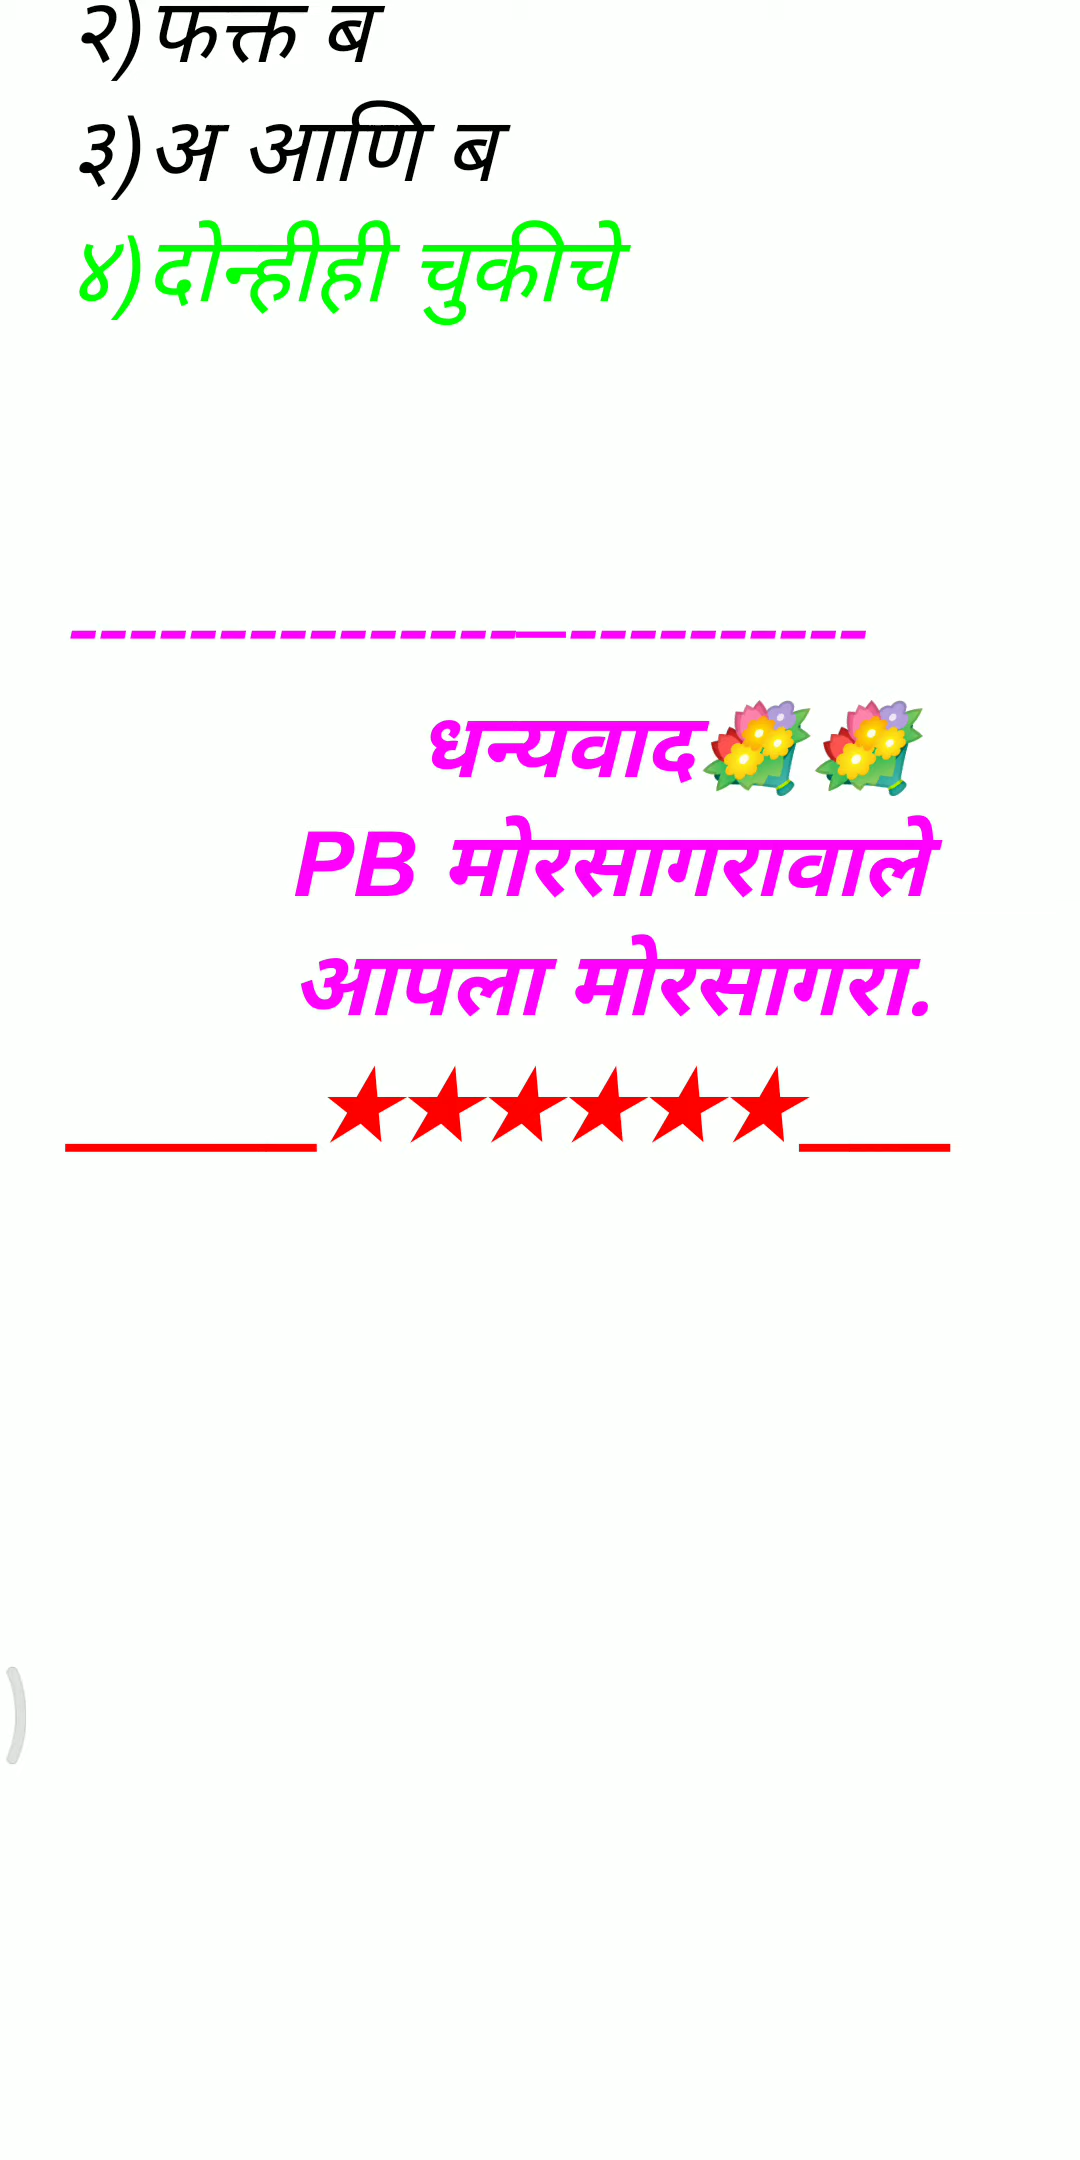 २)फक्त ब
३)अ आणि ब
४)दोन्हीही चुकीचे
---------------—----------
धन्यवाद💐💐
PB मोरसागरावाले
आपला मोरसागरा.
_____★★★★★★___